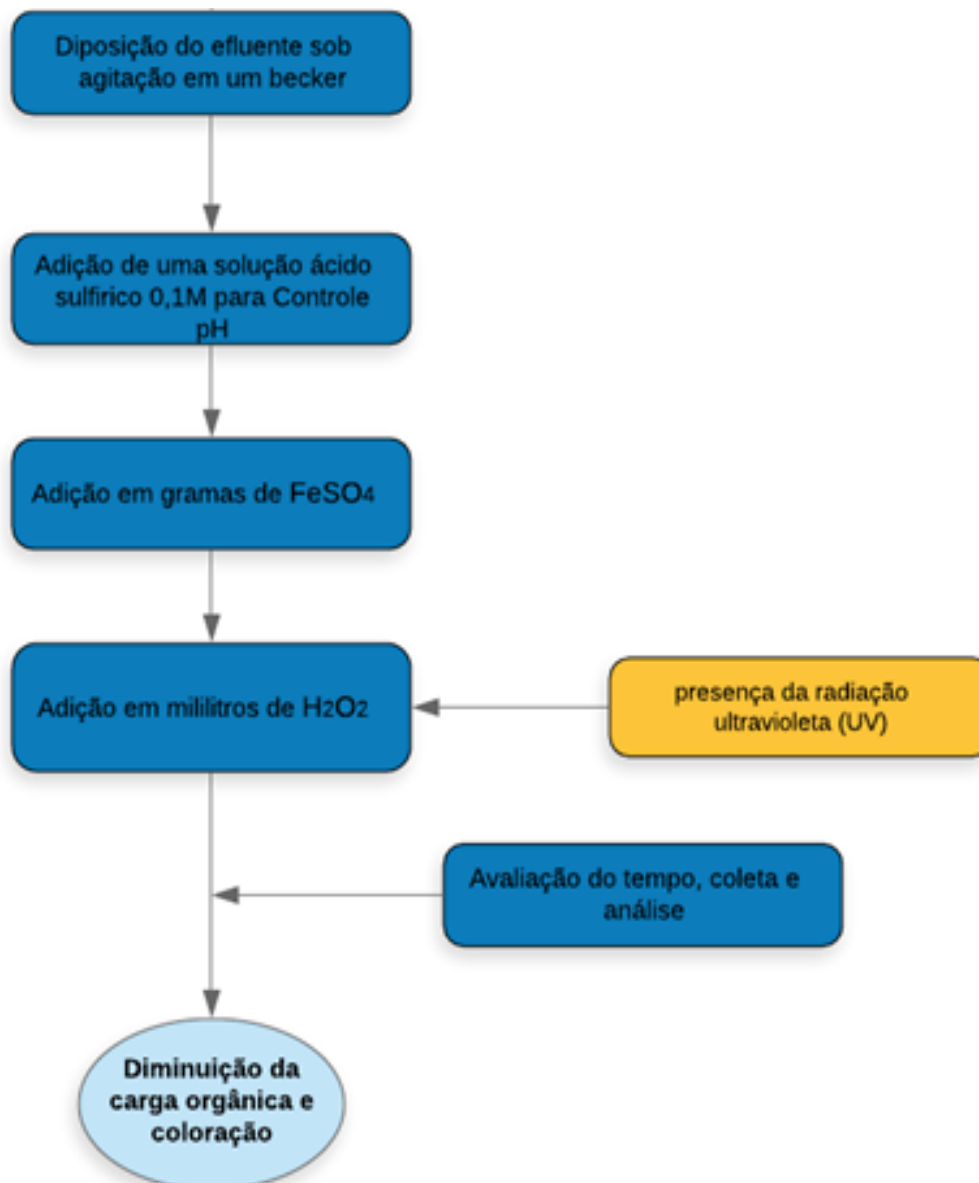 Diposição do efluente sob
agitação em um becker
Adição de uma solução ácido
sulfirico 0,1M para Controle
pH
Adição em gramas de FeSO4
Adição em mililitros de H2O2
presença da radiação
ultravioleta (UV)
Avaliação do tempo, coleta e
análise
Diminuição da
carga orgânica e
coloração